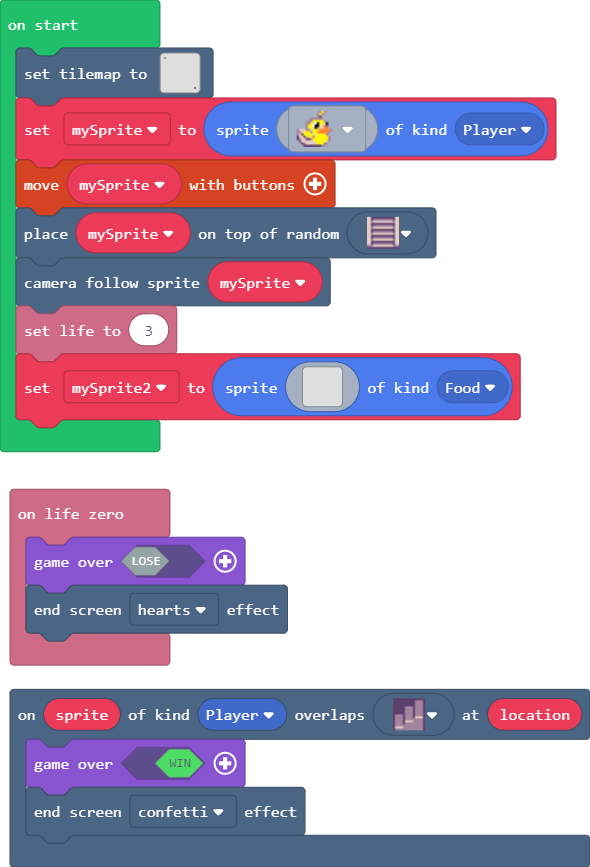 on start
set tilemap to
set mySprite to sprite of kind Player
move mySprite with buttons
place mySprite on top of random
camera follow sprite mySprite
set life to 3
set mySprite2 to sprite of kind Food
on life zero
game over LOSE
end screen hearts effect
on sprite of kind Player overlaps at location
game over WIN
end screen confetti effect